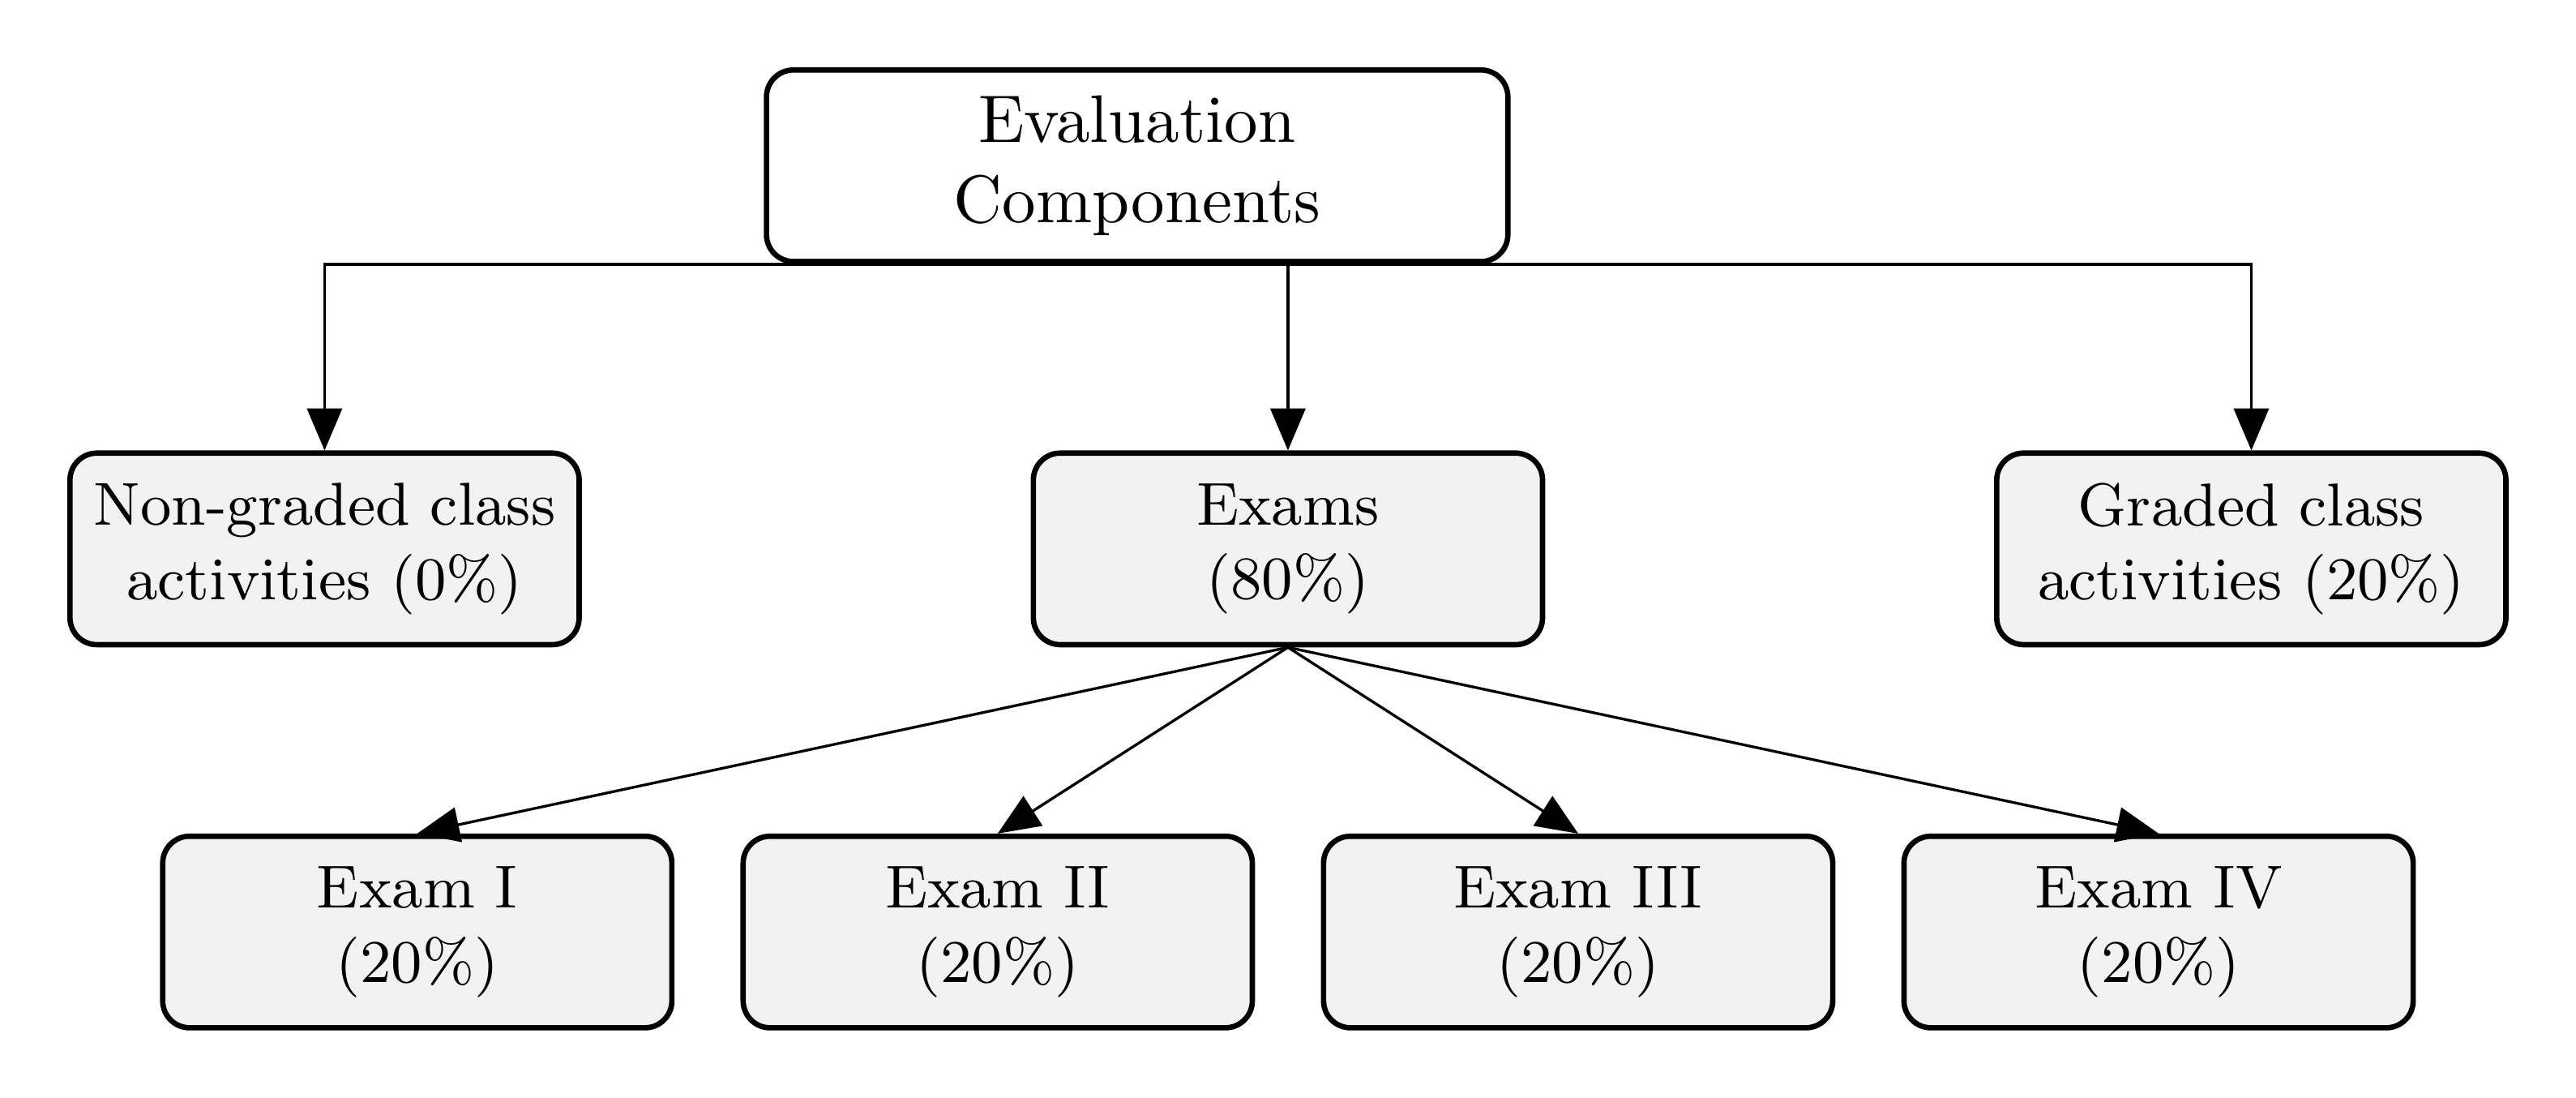 Evaluation
Components
Non-graded class
activities (0%)
Exams
(80%)
Graded class
activities (20%)
Exam I
(20%)
Exam II
(20%)
Exam III
(20%)
Exam IV
(20%)